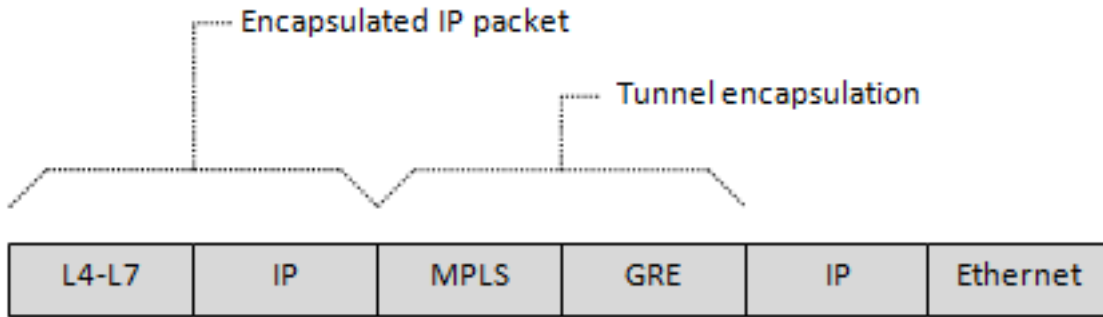 Encapsulated IP packet
Tunnel encapsulation
L4-L7 IP MPLS GRE IP Ethernet